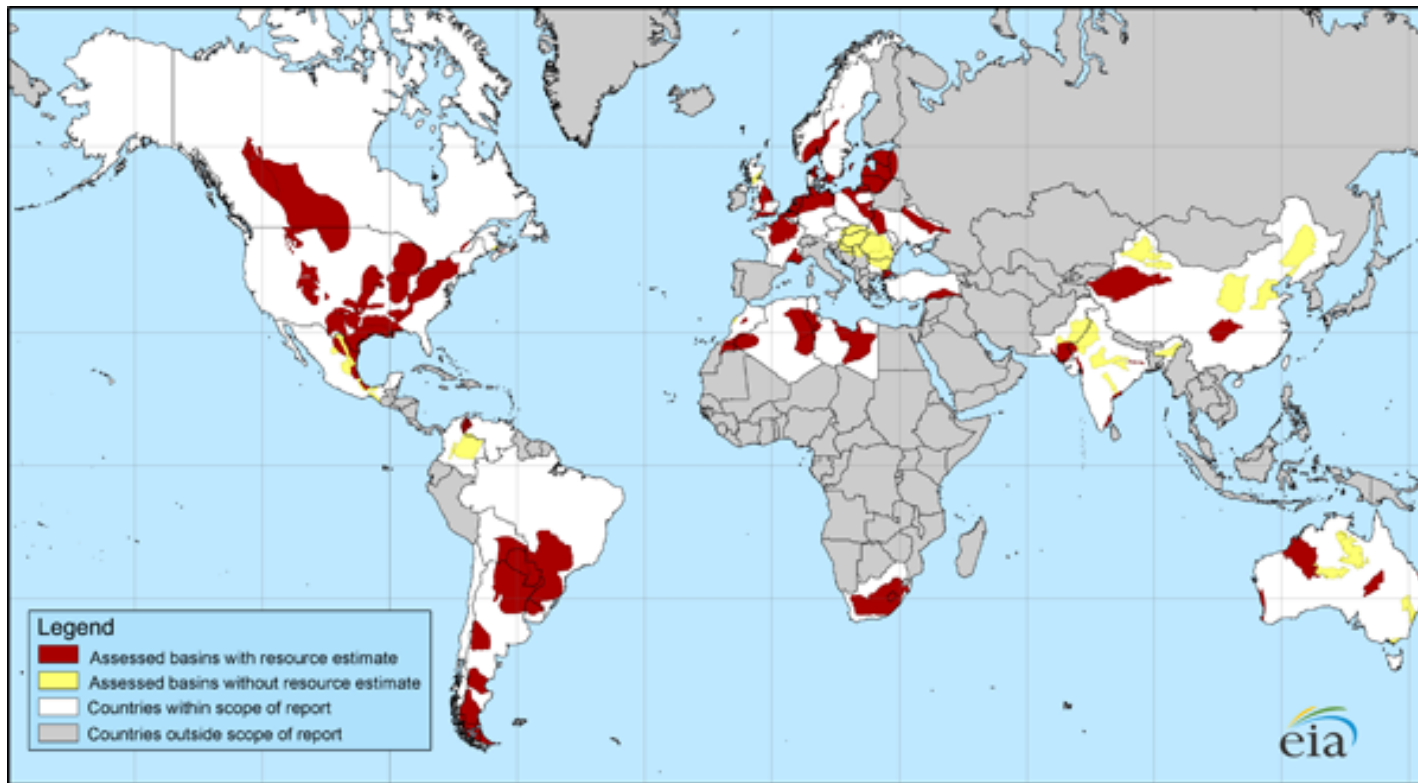 Legend
Assessed basins with resource estimate
Assessed basins without resource estimate
Countries within scope of report
Countries outside scope of report
eia